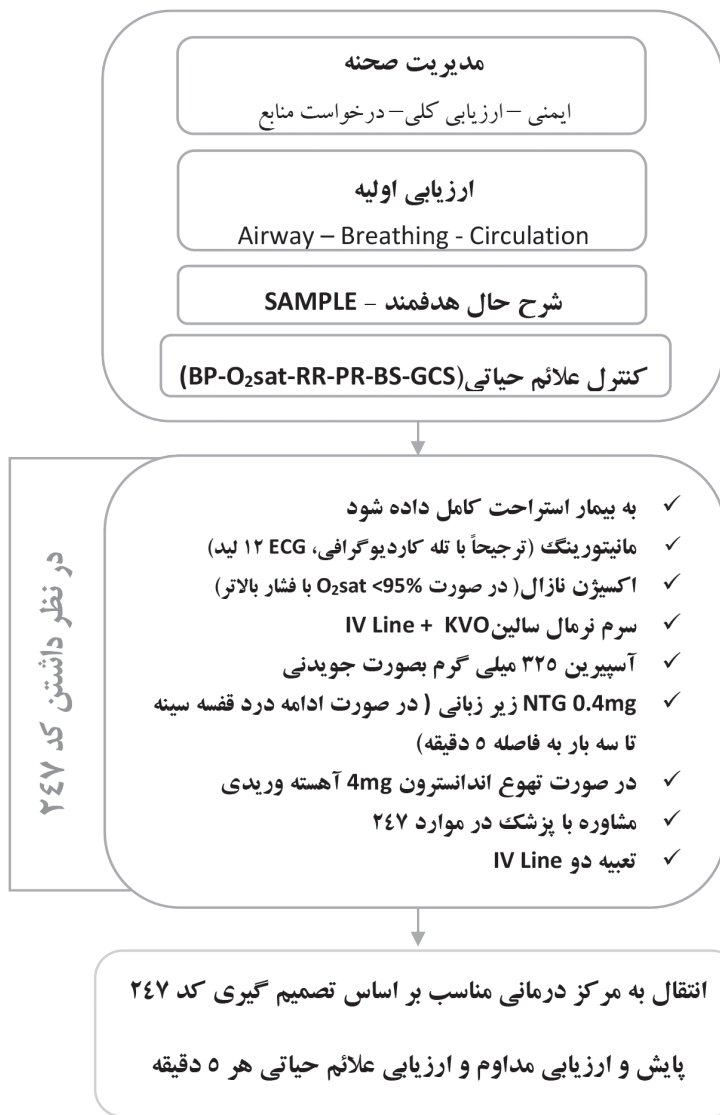 مدیریت صحنه
ایمنی – ارزیابی کلی – درخواست منابع
ارزیابی اولیه
Airway – Breathing - Circulation
شرح حال هدفمند – SAMPLE
کنترل علائم حیاتی(BP-O₂sat-RR-PR-BS-GCS)
در نظر داشتن کد ۲٤۷
✓ به بیمار استراحت کامل داده شود
✓ مانیتورینگ (ترجیحاً با تله کاردیوگرافی، ECG ۱۲ لید)
✓ اکسیژن نازال( در صورت O₂sat <95% با فشار بالاتر)
✓ سرم نرمال سالین IV Line + KVO
✓ آسپیرین ۳۲٥ میلی گرم بصورت جویدنی
✓ NTG 0.4mg زیر زبانی ( در صورت ادامه درد قفسه سینه
تا سه بار به فاصله ٥ دقیقه)
✓ در صورت تهوع اندانسترون 4mg آهسته وریدی
✓ مشاوره با پزشک در موارد ۲٤۷
✓ تعبیه دو IV Line
انتقال به مرکز درمانی مناسب بر اساس تصمیم گیری کد ۲٤۷
پایش و ارزیابی مداوم و ارزیابی علائم حیاتی هر ٥ دقیقه